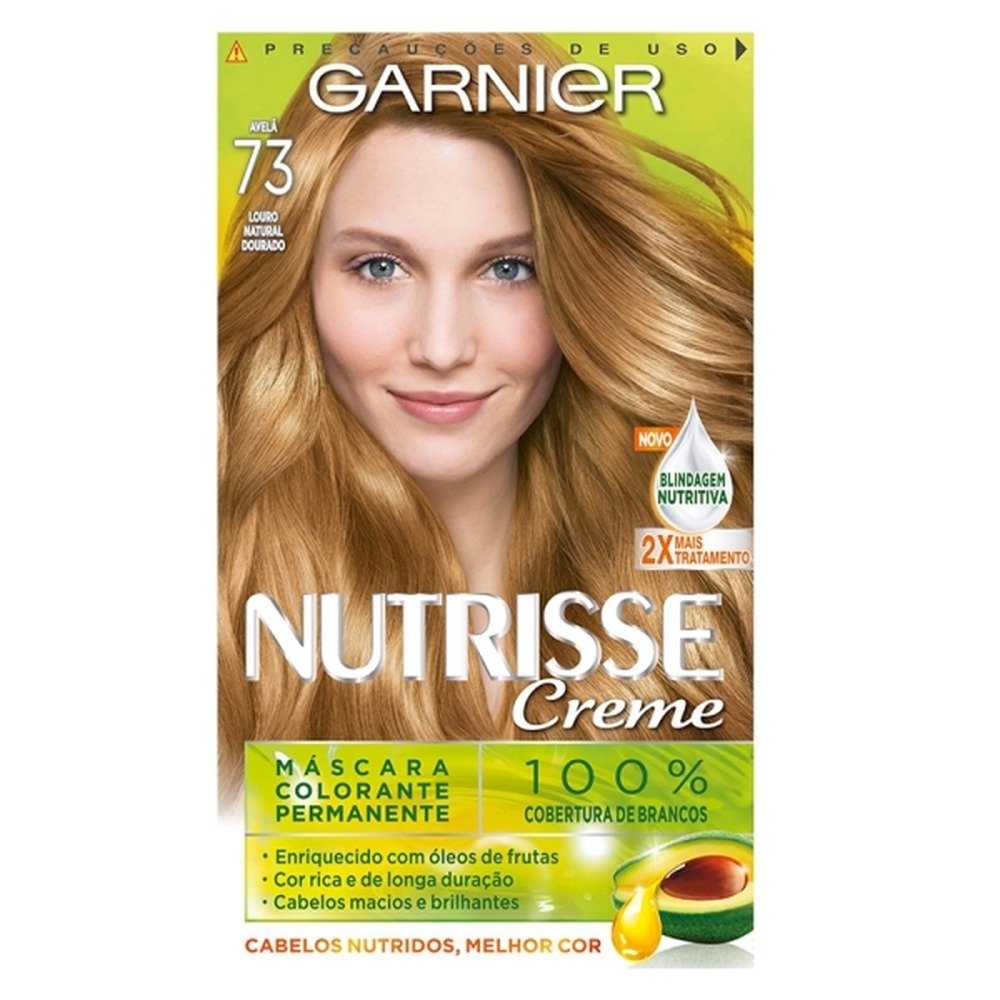 PRECAUÇÕES DE USO
GARNIER
AVELÃ
73
LOURO
NATURAL
DOURADO
NOVO
BLINDAGEM
NUTRITIVA
2X MAIS
TRATAMENTO
NUTRISSE
Creme
MÁSCARA
COLORANTE
PERMANENTE
100%
COBERTURA DE BRANCOS
• Enriquecido com óleos de frutas
• Cor rica e de longa duração
• Cabelos macios e brilhantes
CABELOS NUTRIDOS, MELHOR COR